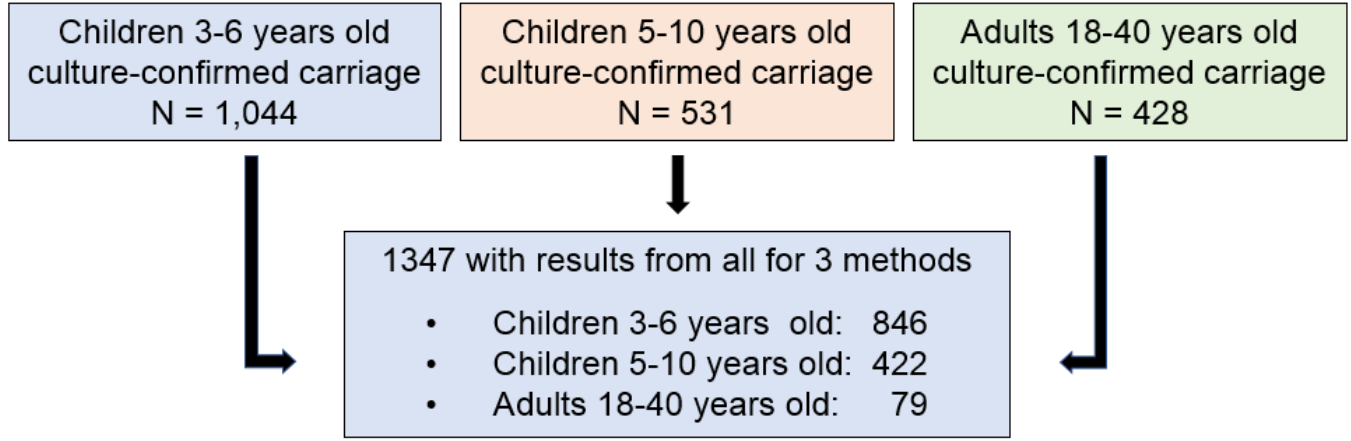 Children 3-6 years old
culture-confirmed carriage
N = 1,044
Children 5-10 years old
culture-confirmed carriage
N = 531
Adults 18-40 years old
culture-confirmed carriage
N = 428
1347 with results from all for 3 methods
• Children 3-6 years old: 846
• Children 5-10 years old: 422
• Adults 18-40 years old: 79